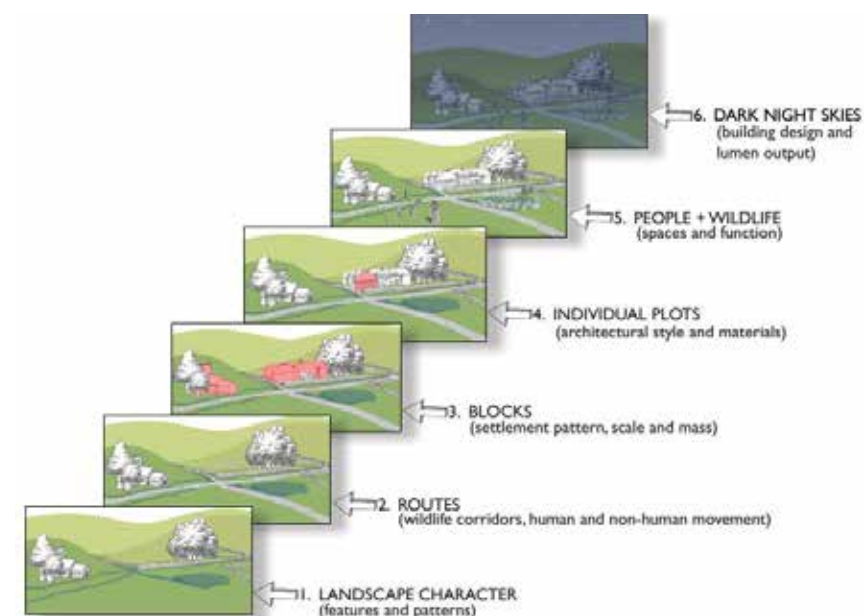 6. DARK NIGHT SKIES
(building design and
lumen output)
5. PEOPLE + WILDLIFE
(spaces and function)
4. INDIVIDUAL PLOTS
(architectural style and materials)
3. BLOCKS
(settlement pattern, scale and mass)
2. ROUTES
(wildlife corridors, human and non-human movement)
1. LANDSCAPE CHARACTER
(features and patterns)